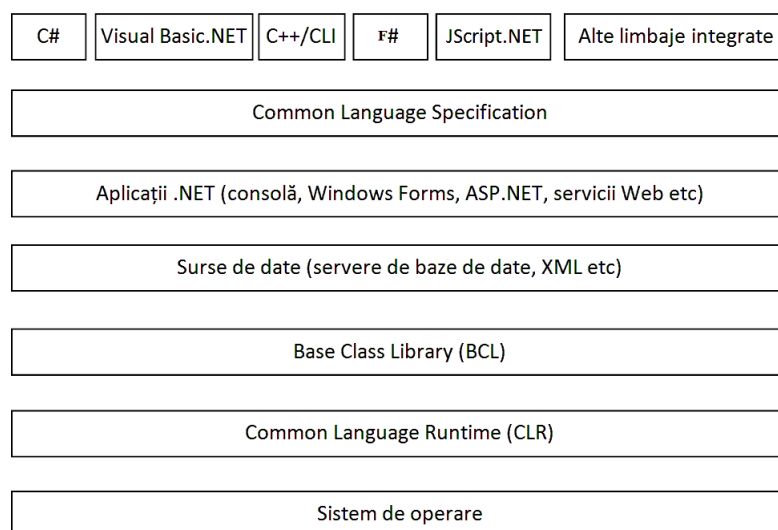 C# Visual Basic.NET C++/CLI F# JScript.NET Alte limbaje integrate
Common Language Specification
Aplicații .NET (consolă, Windows Forms, ASP.NET, servicii Web etc)
Surse de date (servere de baze de date, XML etc)
Base Class Library (BCL)
Common Language Runtime (CLR)
Sistem de operare